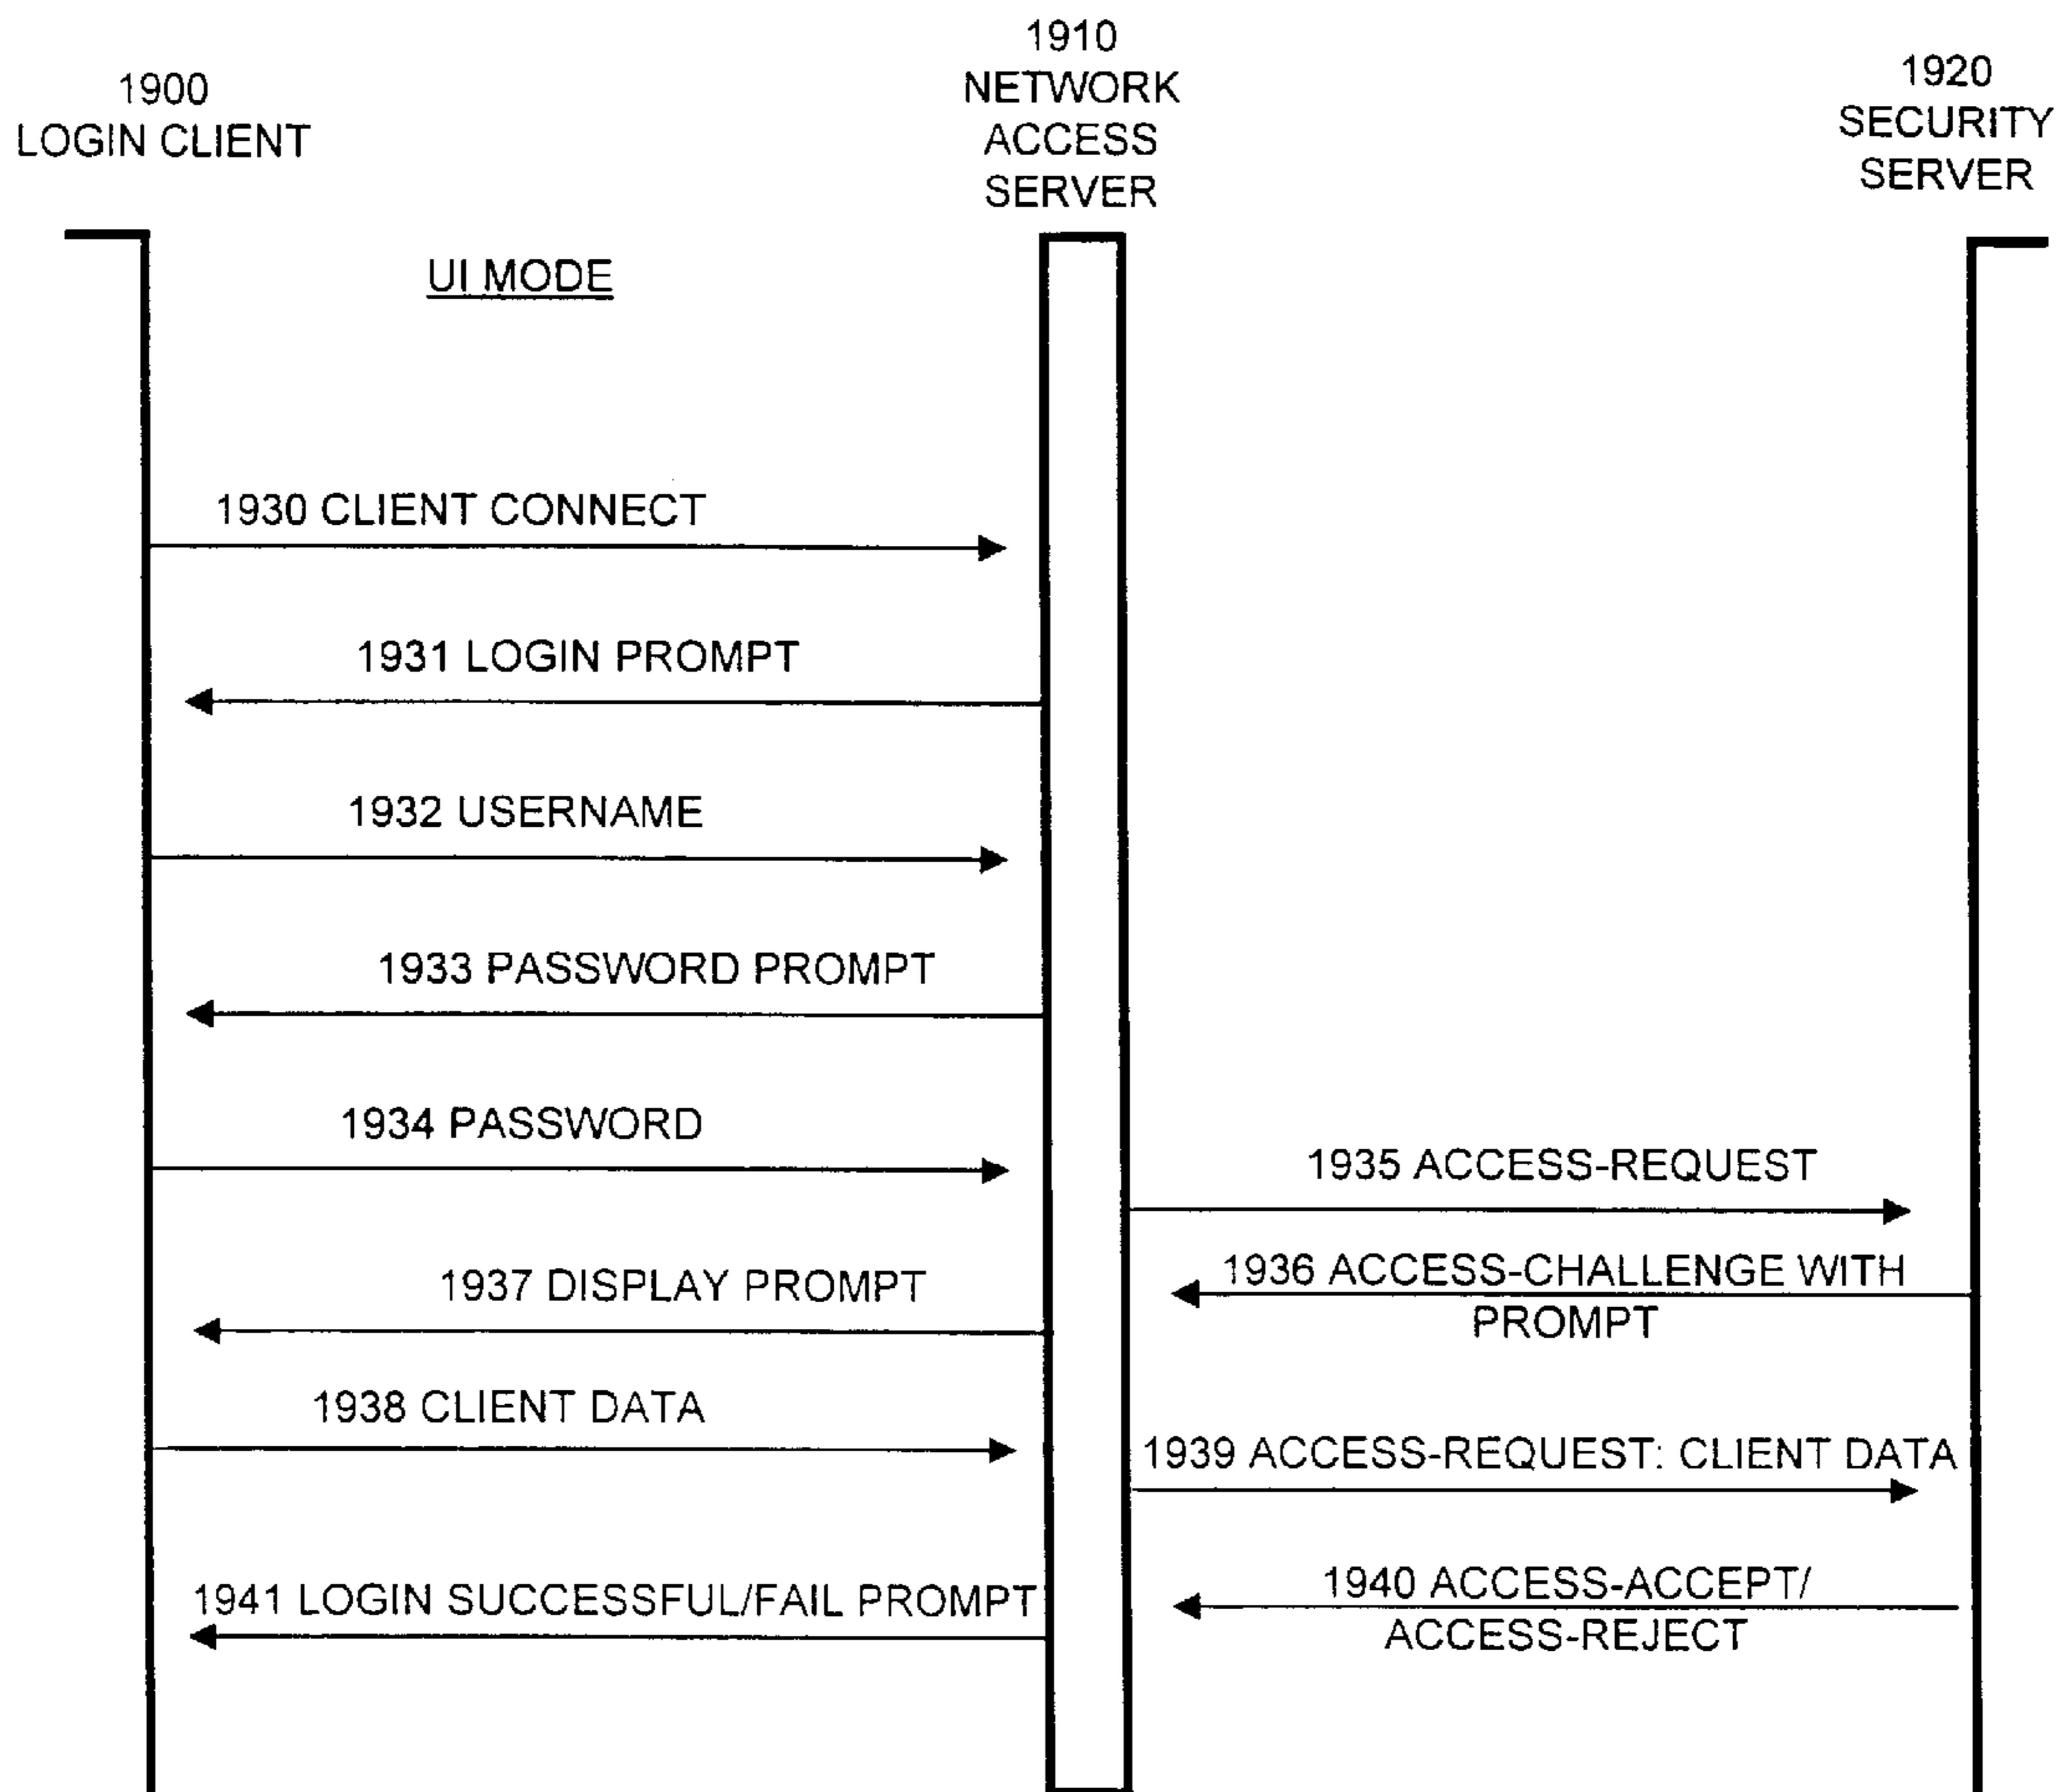 1900
LOGIN CLIENT
1910
NETWORK
ACCESS
SERVER
1920
SECURITY
SERVER
UI MODE
1930 CLIENT CONNECT
1931 LOGIN PROMPT
1932 USERNAME
1933 PASSWORD PROMPT
1934 PASSWORD
1935 ACCESS-REQUEST
1936 ACCESS-CHALLENGE WITH
PROMPT
1937 DISPLAY PROMPT
1938 CLIENT DATA
1939 ACCESS-REQUEST: CLIENT DATA
1940 ACCESS-ACCEPT/
ACCESS-REJECT
1941 LOGIN SUCCESSFUL/FAIL PROMPT